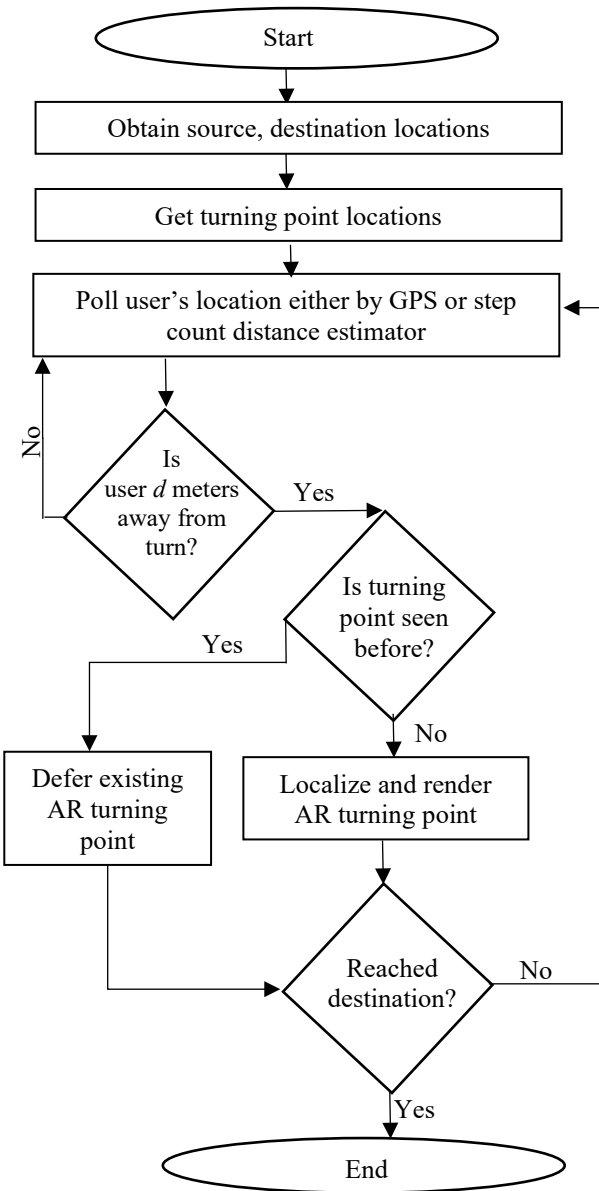 Start
Obtain source, destination locations
Get turning point locations
Poll user’s location either by GPS or step
count distance estimator
No
Is
user d meters
away from
turn?
Yes
Is turning
point seen
before?
Yes
No
Defer existing
AR turning
point
Localize and render
AR turning point
Reached
destination?
No
Yes
End